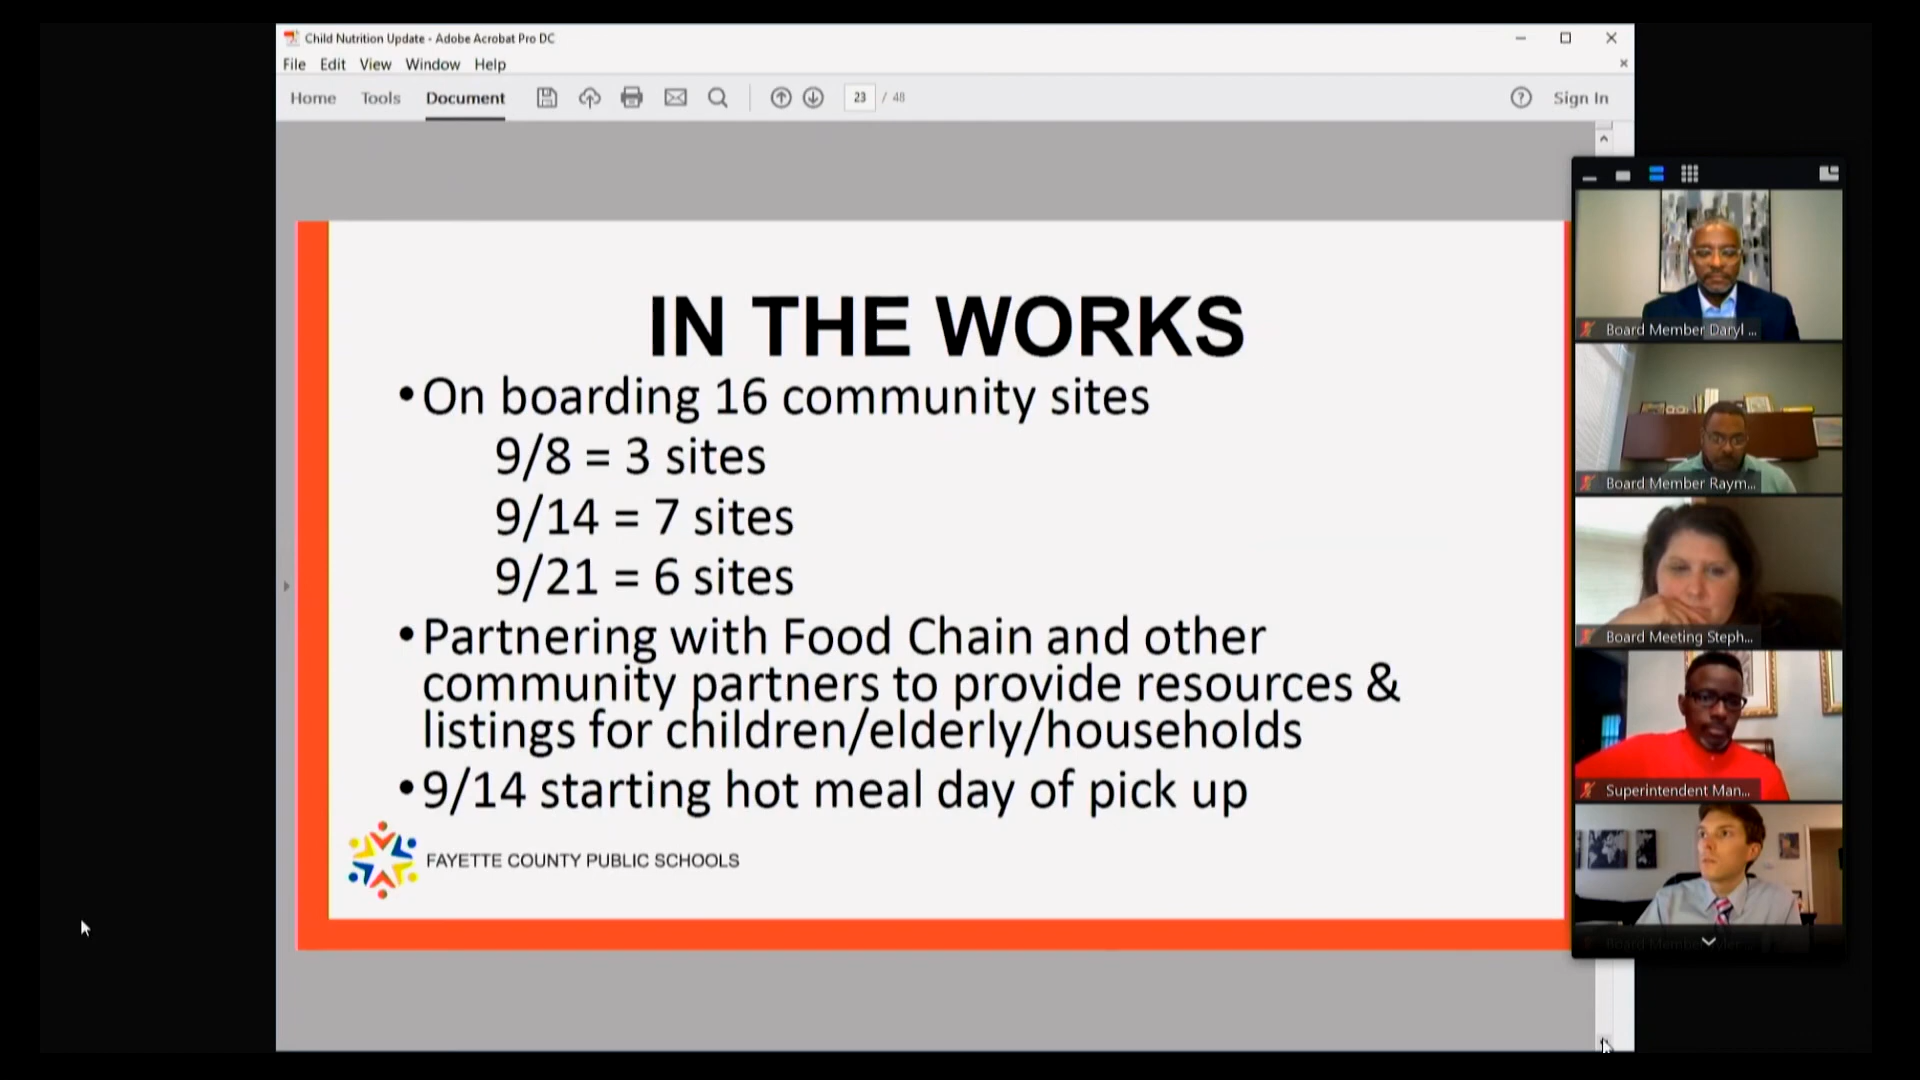 Child Nutrition Update - Adobe Acrobat Pro DC
File Edit View Window Help
Home Tools Document 23 / 48 Sign In
IN THE WORKS
•On boarding 16 community sites
9/8 = 3 sites
9/14 = 7 sites
9/21 = 6 sites
•Partnering with Food Chain and other
community partners to provide resources &
listings for children/elderly/households
•9/14 starting hot meal day of pick up
FAYETTE COUNTY PUBLIC SCHOOLS
Board Member Daryl ...
Board Member Raym...
Board Meeting Steph...
Superintendent Man...
Board Member